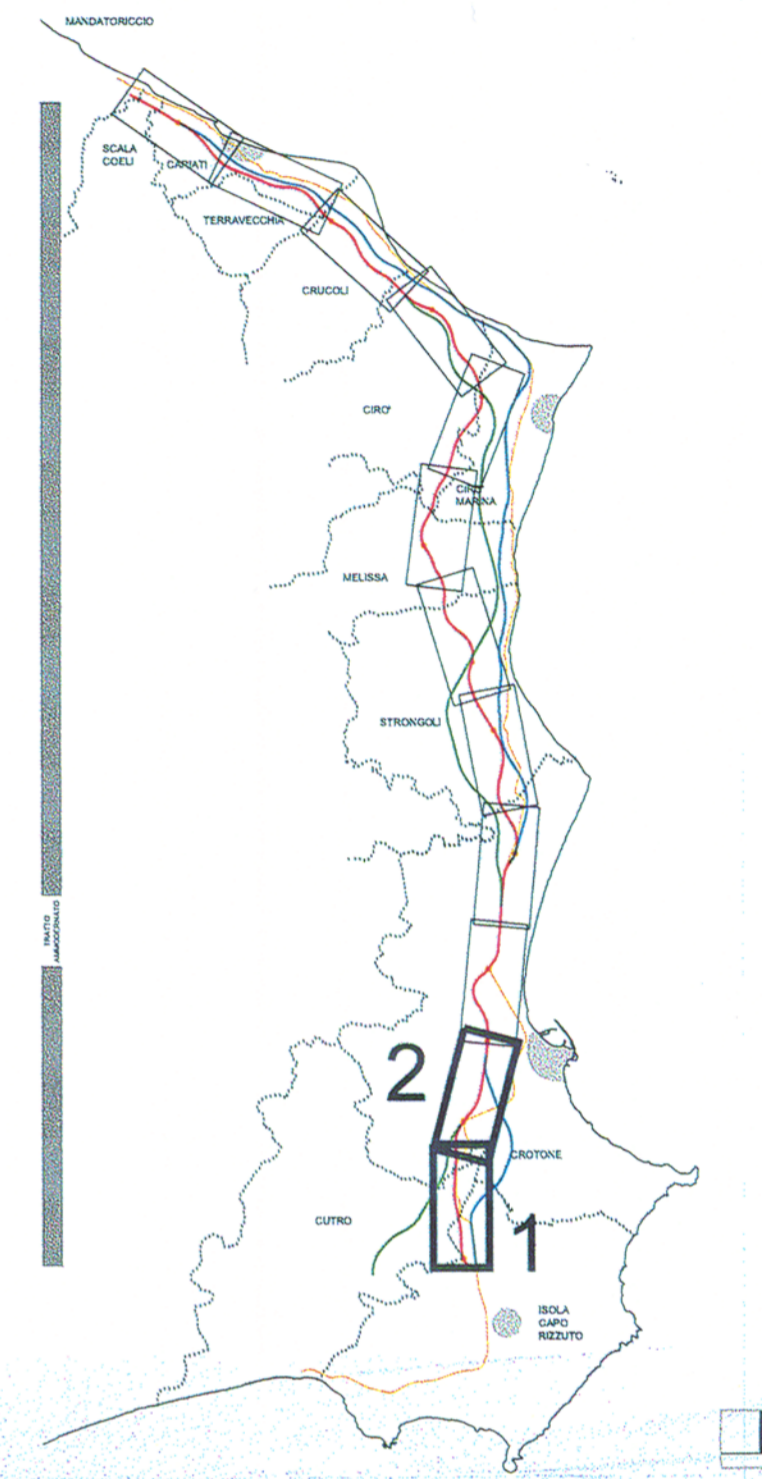 MANDATORICCIO
SCALA
COELI
CARIATI
TERRAVECCHIA
CRUCOLI
CIRO'
CIRO'
MARINA
MELISSA
STRONGOLI
TRATTO
AMMODERNATO
2
CROTONE
CUTRO
1
ISOLA
CAPO
RIZZUTO